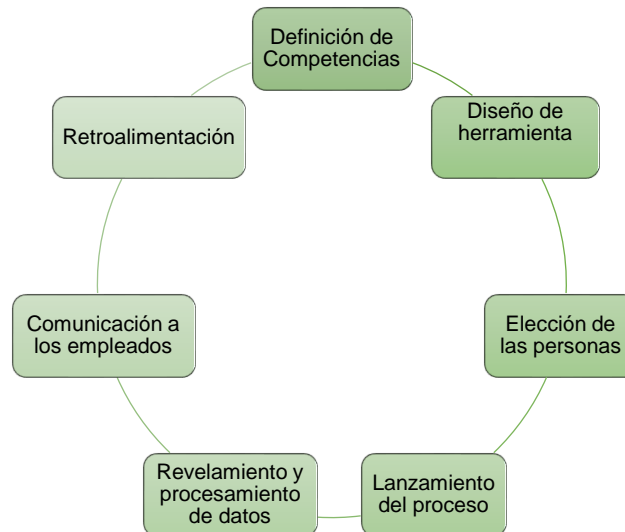 Definición de
Competencias
Diseño de
herramienta
Elección de
las personas
Lanzamiento
del proceso
Revelamiento y
procesamiento
de datos
Comunicación a
los empleados
Retroalimentación